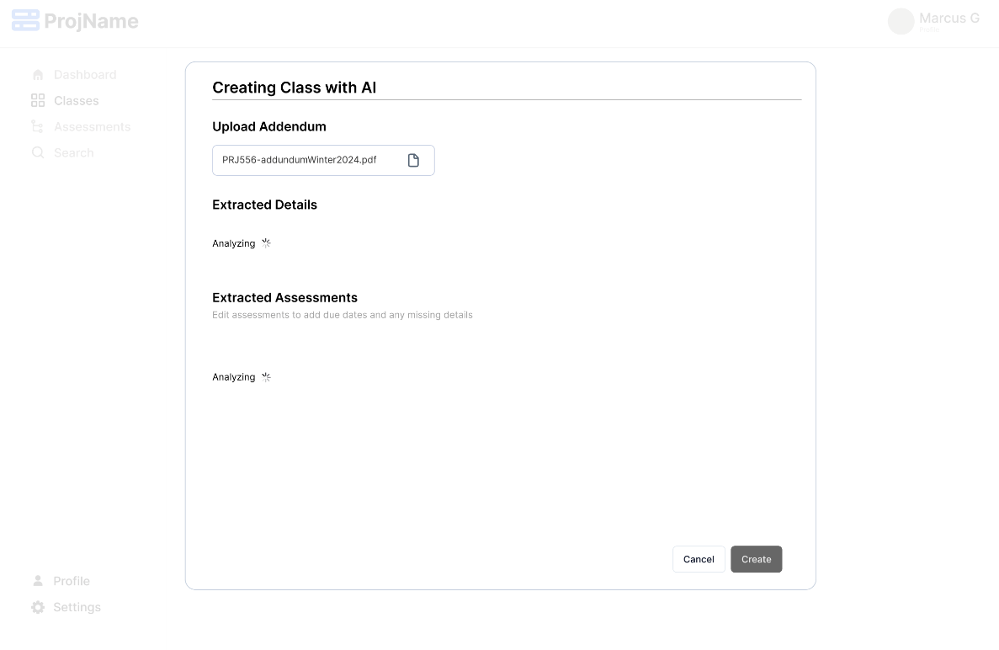 ProjName
Marcus G
Profile
Dashboard
Classes
Assessments
Search
Creating Class with AI
Upload Addendum
PRJ556-addundumWinter2024.pdf
Extracted Details
Analyzing
Extracted Assessments
Edit assessments to add due dates and any missing details
Analyzing
Cancel
Create
Profile
Settings